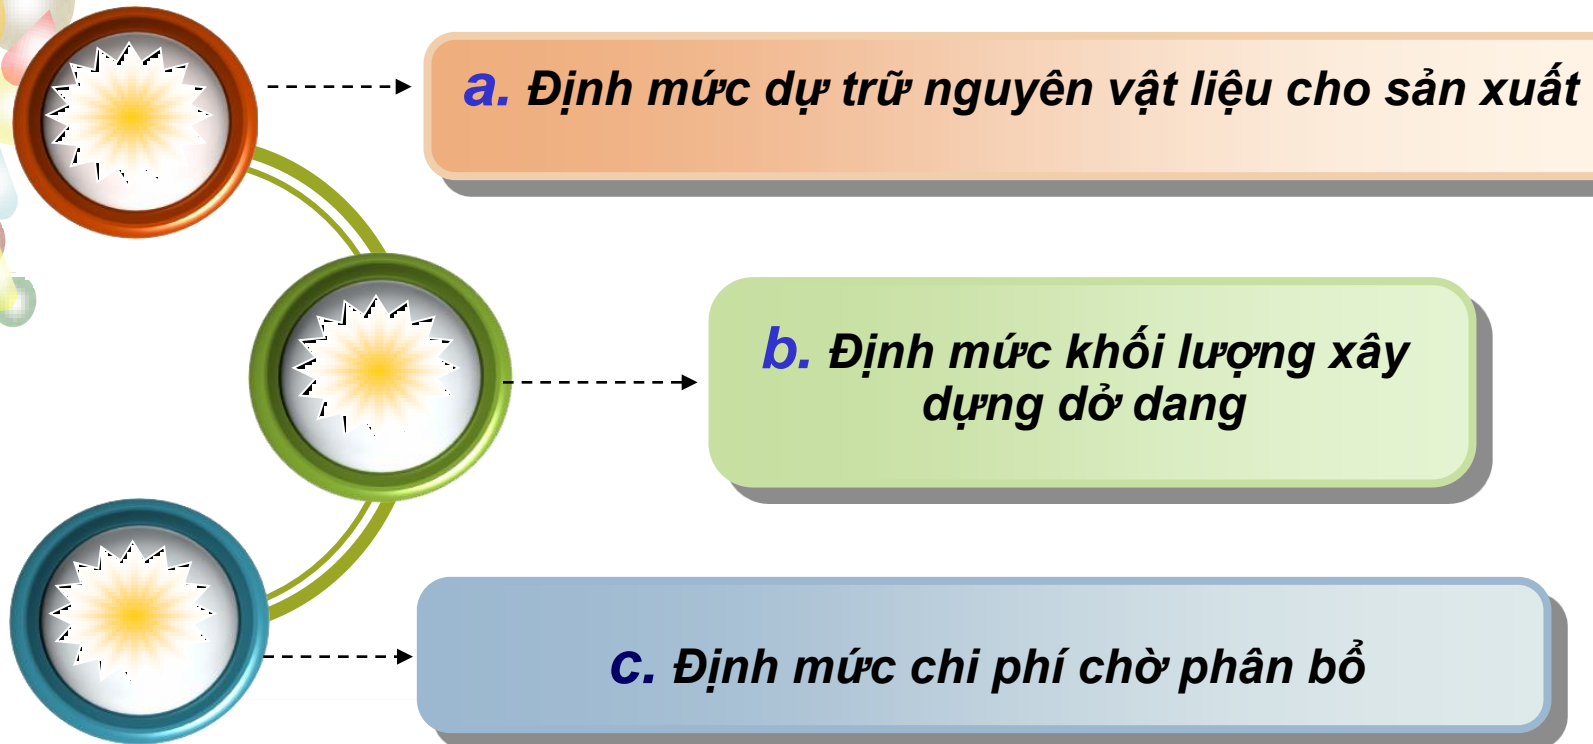 a. Định mức dự trữ nguyên vật liệu cho sản xuất
b. Định mức khối lượng xây
dựng dở dang
c. Định mức chi phí chờ phân bổ